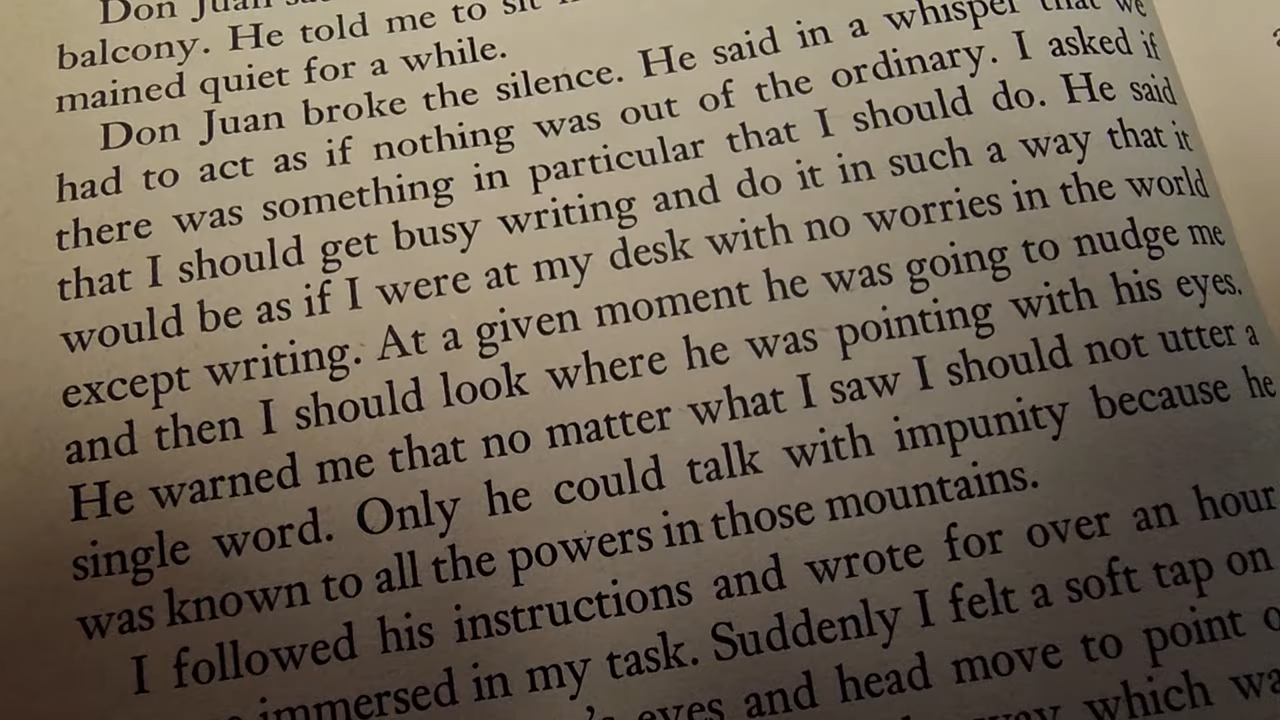 Don Juan
balcony. He told me to sit
mained quiet for a while.
Don Juan broke the silence. He said in a whisper that we
had to act as if nothing was out of the ordinary. I asked if
there was something in particular that I should do. He said
that I should get busy writing and do it in such a way that it
would be as if I were at my desk with no worries in the world
except writing. At a given moment he was going to nudge me
and then I should look where he was pointing with his eyes.
He warned me that no matter what I saw I should not utter a
single word. Only he could talk with impunity because he
was known to all the powers in those mountains.
I followed his instructions and wrote for over an hour
immersed in my task. Suddenly I felt a soft tap on
eyes and head move to point
which